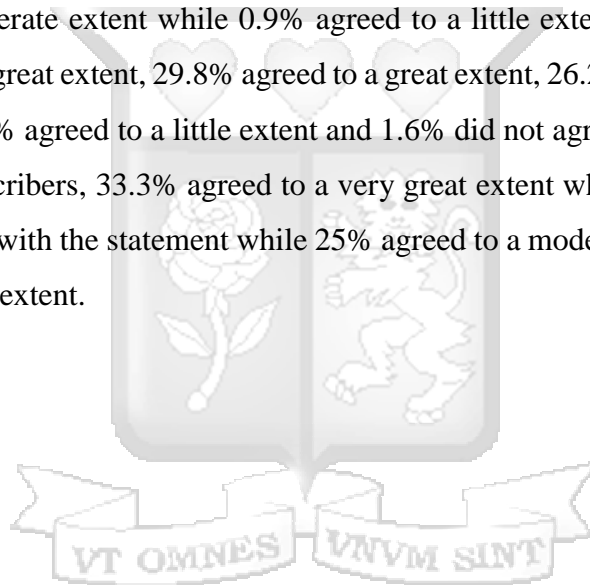 erate extent while 0.9% agreed to a little exte
great extent, 29.8% agreed to a great extent, 26.2
% agreed to a little extent and 1.6% did not agr
cribers, 33.3% agreed to a very great extent wh
with the statement while 25% agreed to a mode
extent.
VT OMNES VNVM SINT